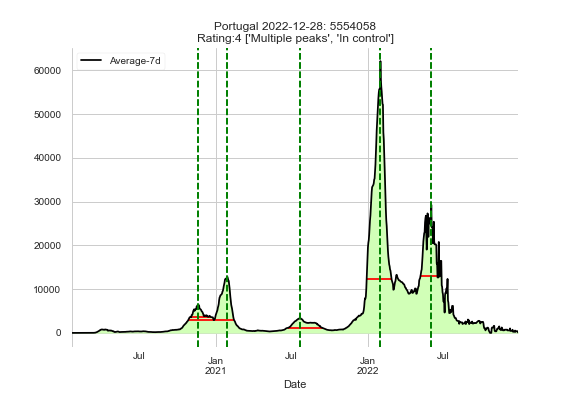 Portugal 2022-12-28: 5554058
Rating:4 ['Multiple peaks', 'In control']
Average-7d
60000
50000
40000
30000
20000
10000
0
Jul
Jan
2021
Jul
Jan
2022
Jul
Date